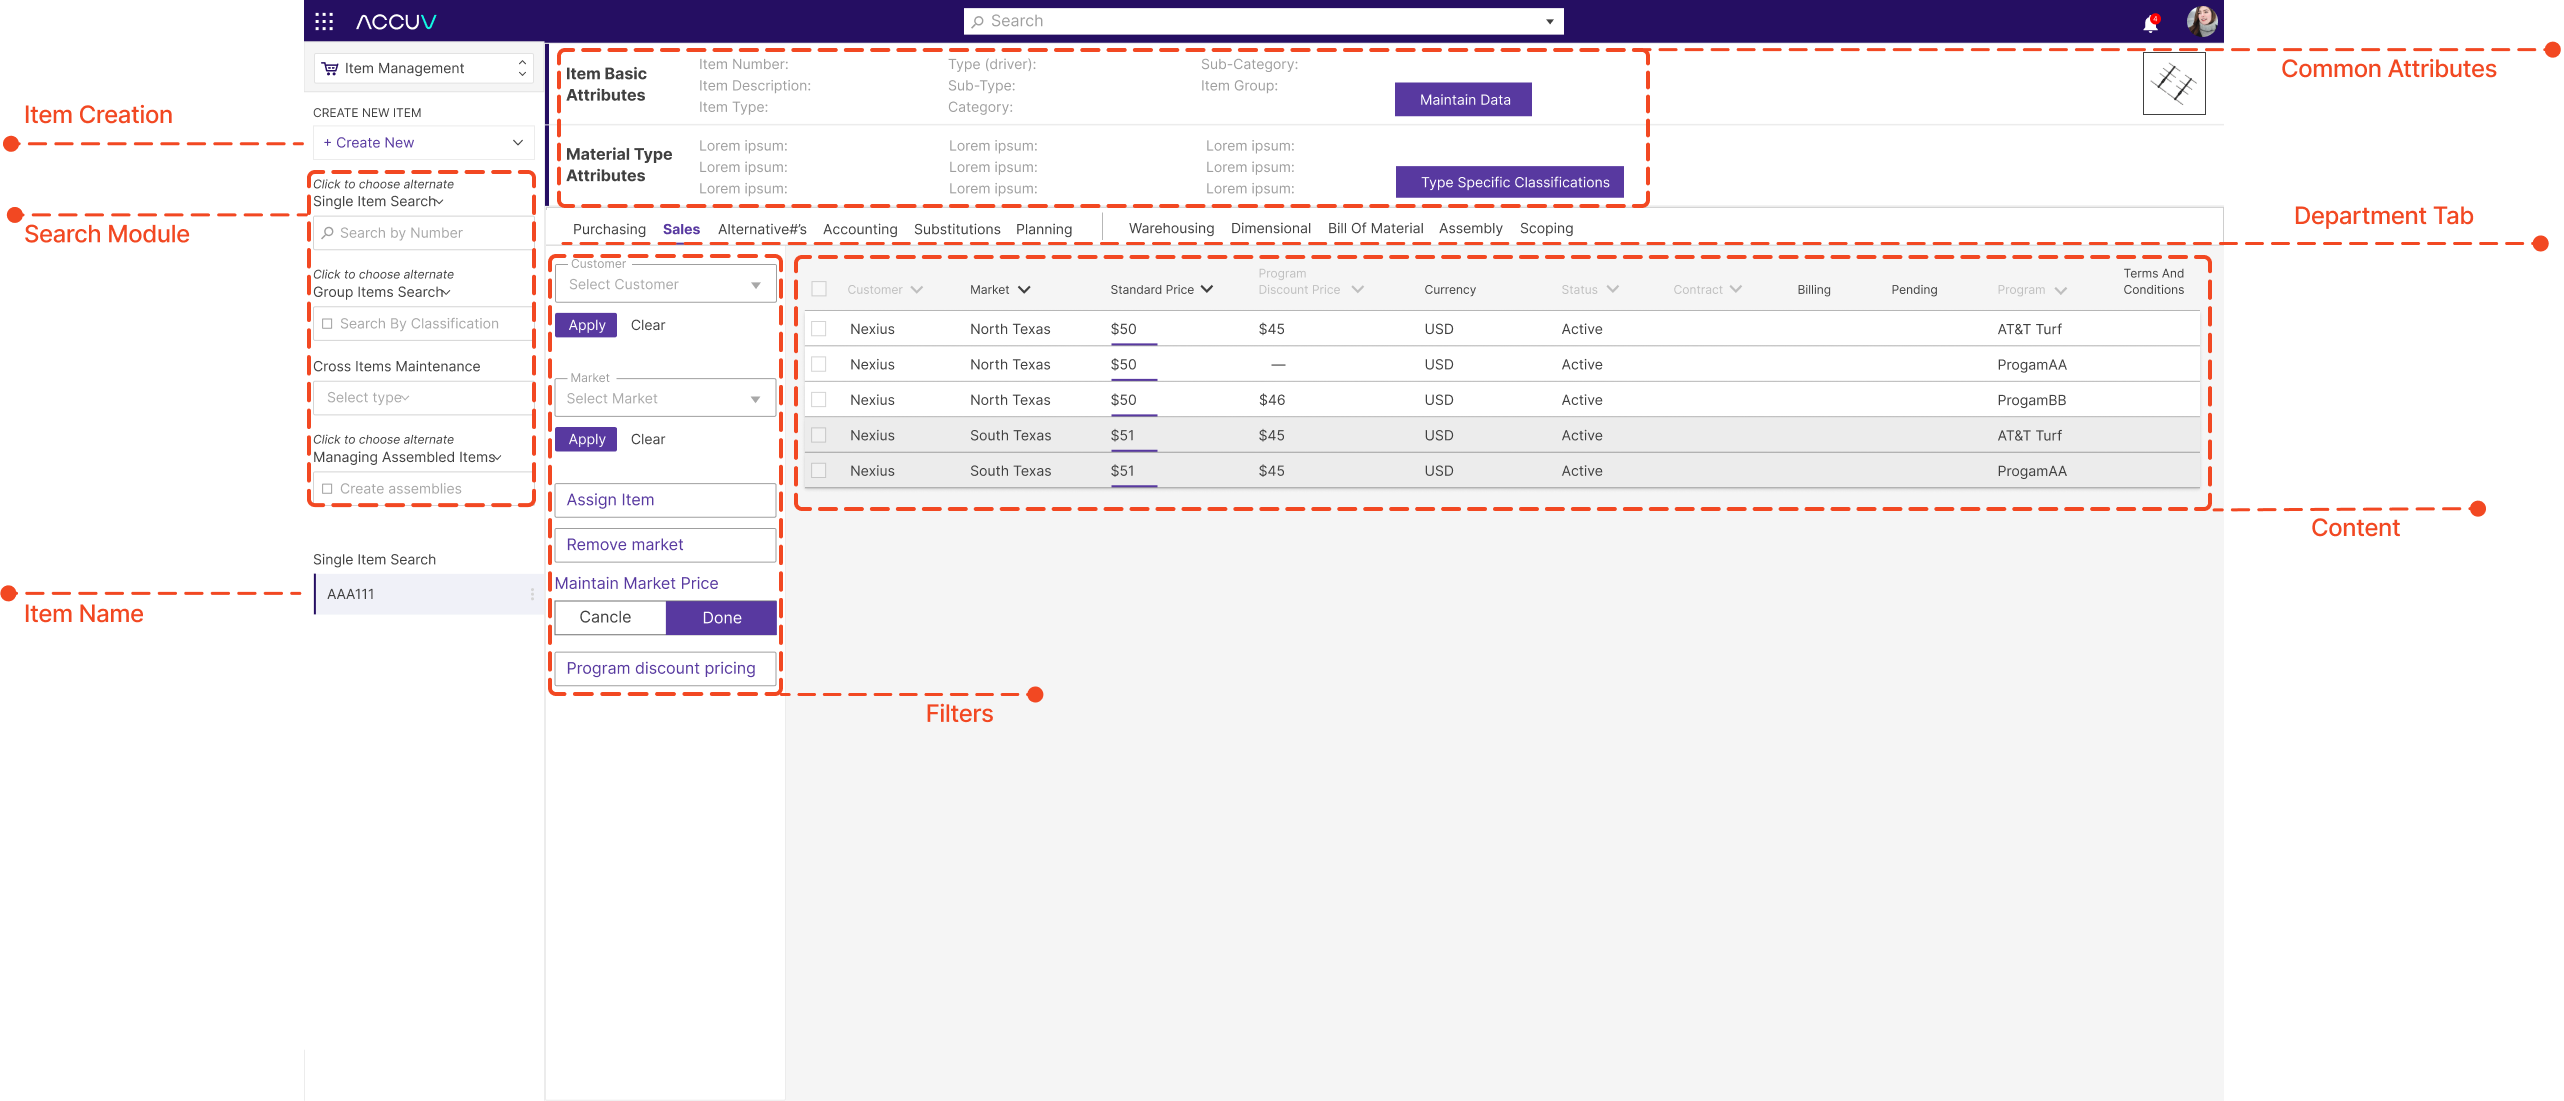 ACCUV
Search
4
Item Management
CREATE NEW ITEM
+ Create New
Click to choose alternate
Single Item Search
Search by Number
Click to choose alternate
Group Items Search
Search By Classification
Cross Items Maintenance
Select type
Click to choose alternate
Managing Assembled Items
Create assemblies
Single Item Search
AAA111
Item Creation
Search Module
Item Name
Item Basic
Attributes
Item Number:
Item Description:
Item Type:
Type (driver):
Sub-Type:
Category:
Sub-Category:
Item Group:
Maintain Data
Material Type
Attributes
Lorem ipsum:
Lorem ipsum:
Lorem ipsum:
Lorem ipsum:
Lorem ipsum:
Lorem ipsum:
Lorem ipsum:
Lorem ipsum:
Lorem ipsum:
Type Specific Classifications
Common Attributes
Department Tab
Purchasing Sales Alternative#'s Accounting Substitutions Planning Warehousing Dimensional Bill Of Material Assembly Scoping
Customer
Select Customer
Apply Clear
Market
Select Market
Apply Clear
Assign Item
Remove market
Maintain Market Price
Cancle Done
Program discount pricing
Filters
Customer Market Standard Price Program Discount Price Currency Status Contract Billing Pending Program Terms And Conditions
Nexius North Texas $50 $45 USD Active AT&T Turf
Nexius North Texas $50 — USD Active ProgamAA
Nexius North Texas $50 $46 USD Active ProgamBB
Nexius South Texas $51 $45 USD Active AT&T Turf
Nexius South Texas $51 $45 USD Active ProgamAA
Content